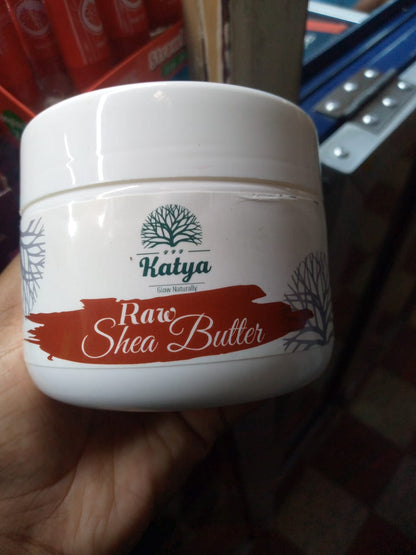 Katya
Glow Naturally
Raw
Shea Butter